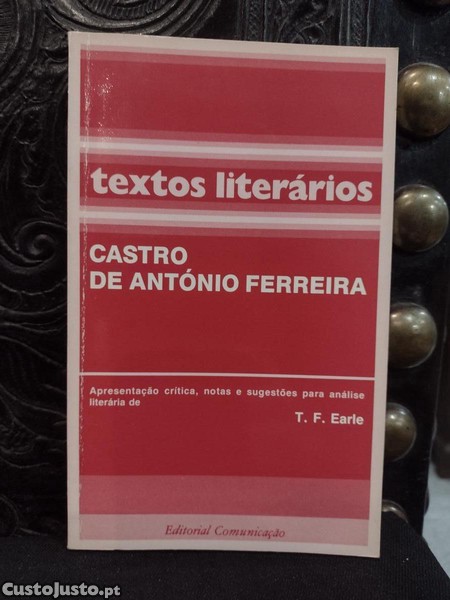 textos literários
CASTRO
DE ANTÓNIO FERREIRA
Apresentação crítica, notas e sugestões para análise
literária de
T. F. Earle
Editorial Comunicação
CustoJusto.pt